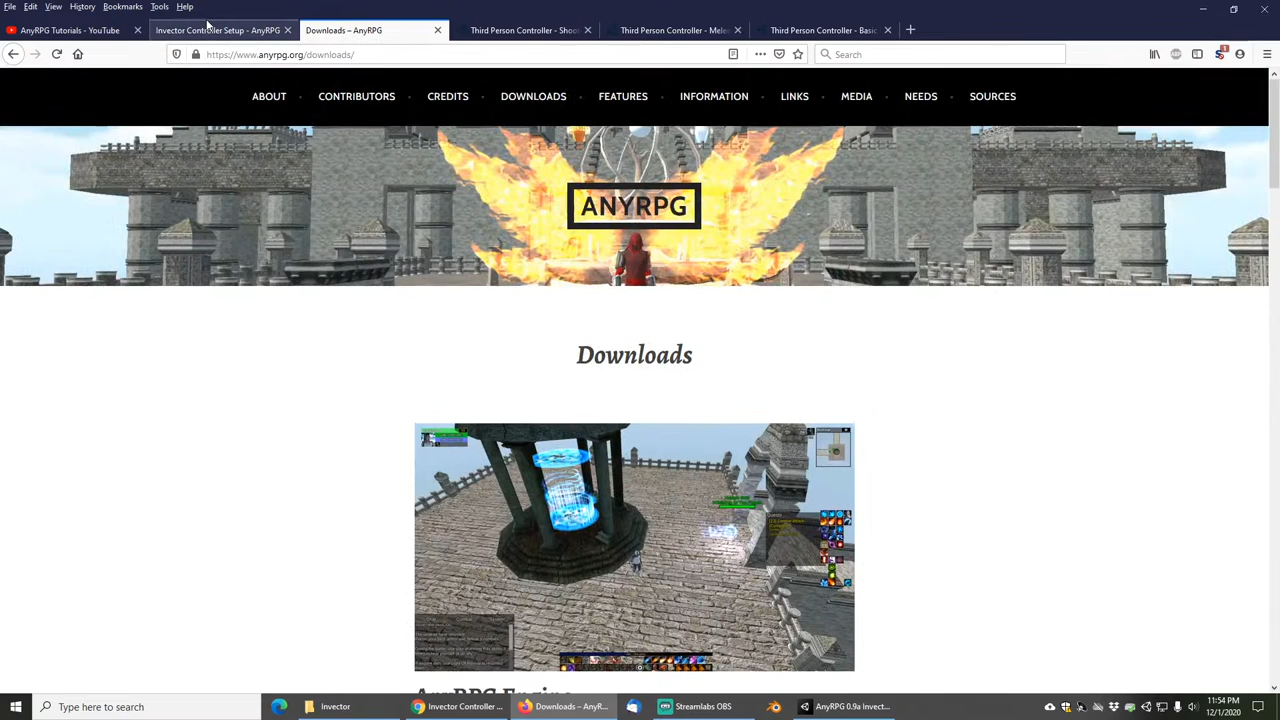 File Edit View History Bookmarks Tools Help
AnyRPG Tutorials - YouTube
Invector Controller Setup - AnyRPG
Downloads – AnyRPG
Third Person Controller - Shoo
Third Person Controller - Mele
Third Person Controller - Basic
https://www.anyrpg.org/downloads/
Search
ABOUT CONTRIBUTORS CREDITS DOWNLOADS FEATURES INFORMATION LINKS MEDIA NEEDS SOURCES
ANYRPG
Downloads
AnyRPG Engine
Type here to search
Invector
Invector Controller ...
Downloads – AnyR...
Streamlabs OBS
AnyRPG 0.9a Invect...
11:54 PM
12/1/2020